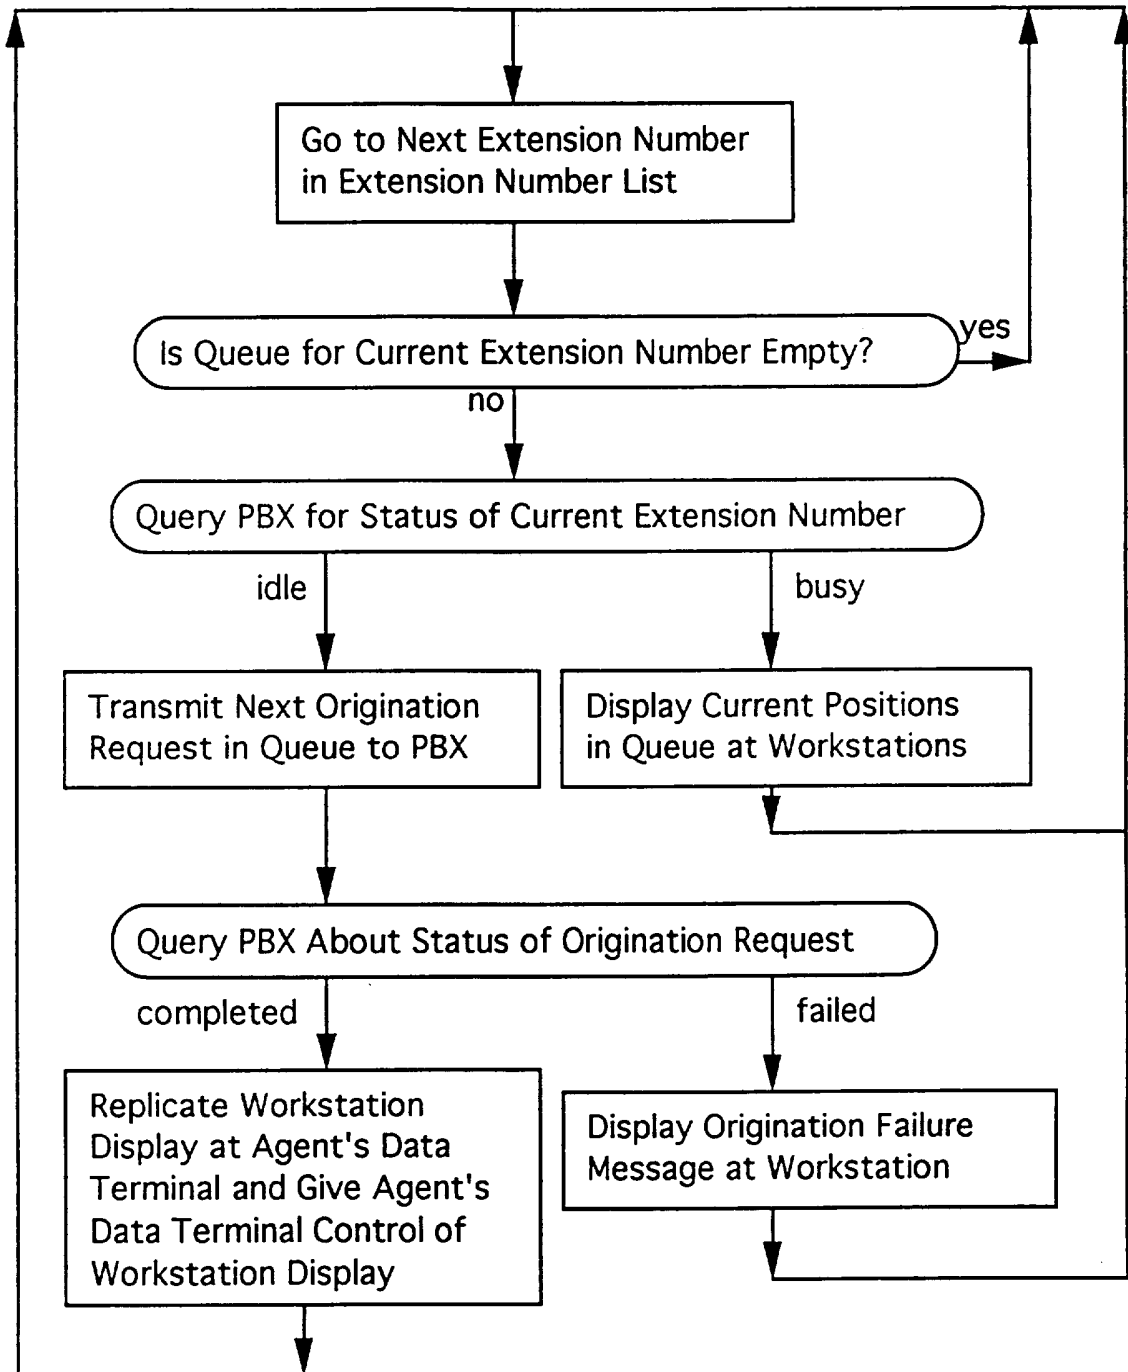 Go to Next Extension Number
in Extension Number List
Is Queue for Current Extension Number Empty?
yes
no
Query PBX for Status of Current Extension Number
idle
busy
Transmit Next Origination
Request in Queue to PBX
Display Current Positions
in Queue at Workstations
Query PBX About Status of Origination Request
completed
failed
Replicate Workstation
Display at Agent's Data
Terminal and Give Agent's
Data Terminal Control of
Workstation Display
Display Origination Failure
Message at Workstation